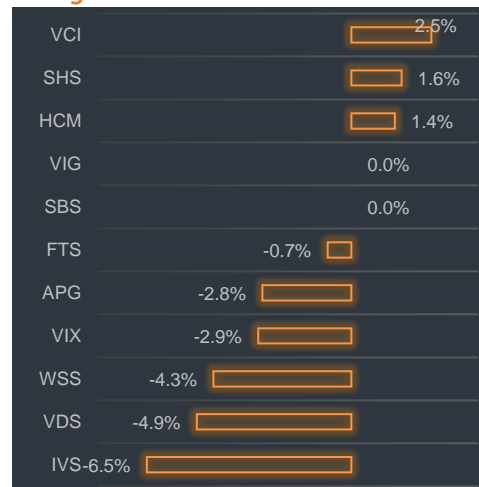 VCI 2.5%
SHS 1.6%
HCM 1.4%
VIG 0.0%
SBS 0.0%
FTS -0.7%
APG -2.8%
VIX -2.9%
WSS -4.3%
VDS -4.9%
IVS -6.5%